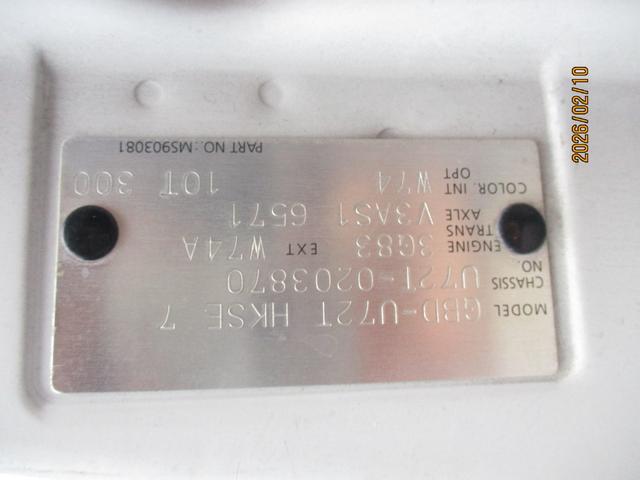 MODEL GBD-U72T HKSE 7
CHASSIS NO. U72T-0203870
ENGINE 3G83 EXT W74A
TRANS AXLE V3AS1 6571
COLOR. INT OPT W74 10T 300
PART NO.: MS903081
2026/02/10